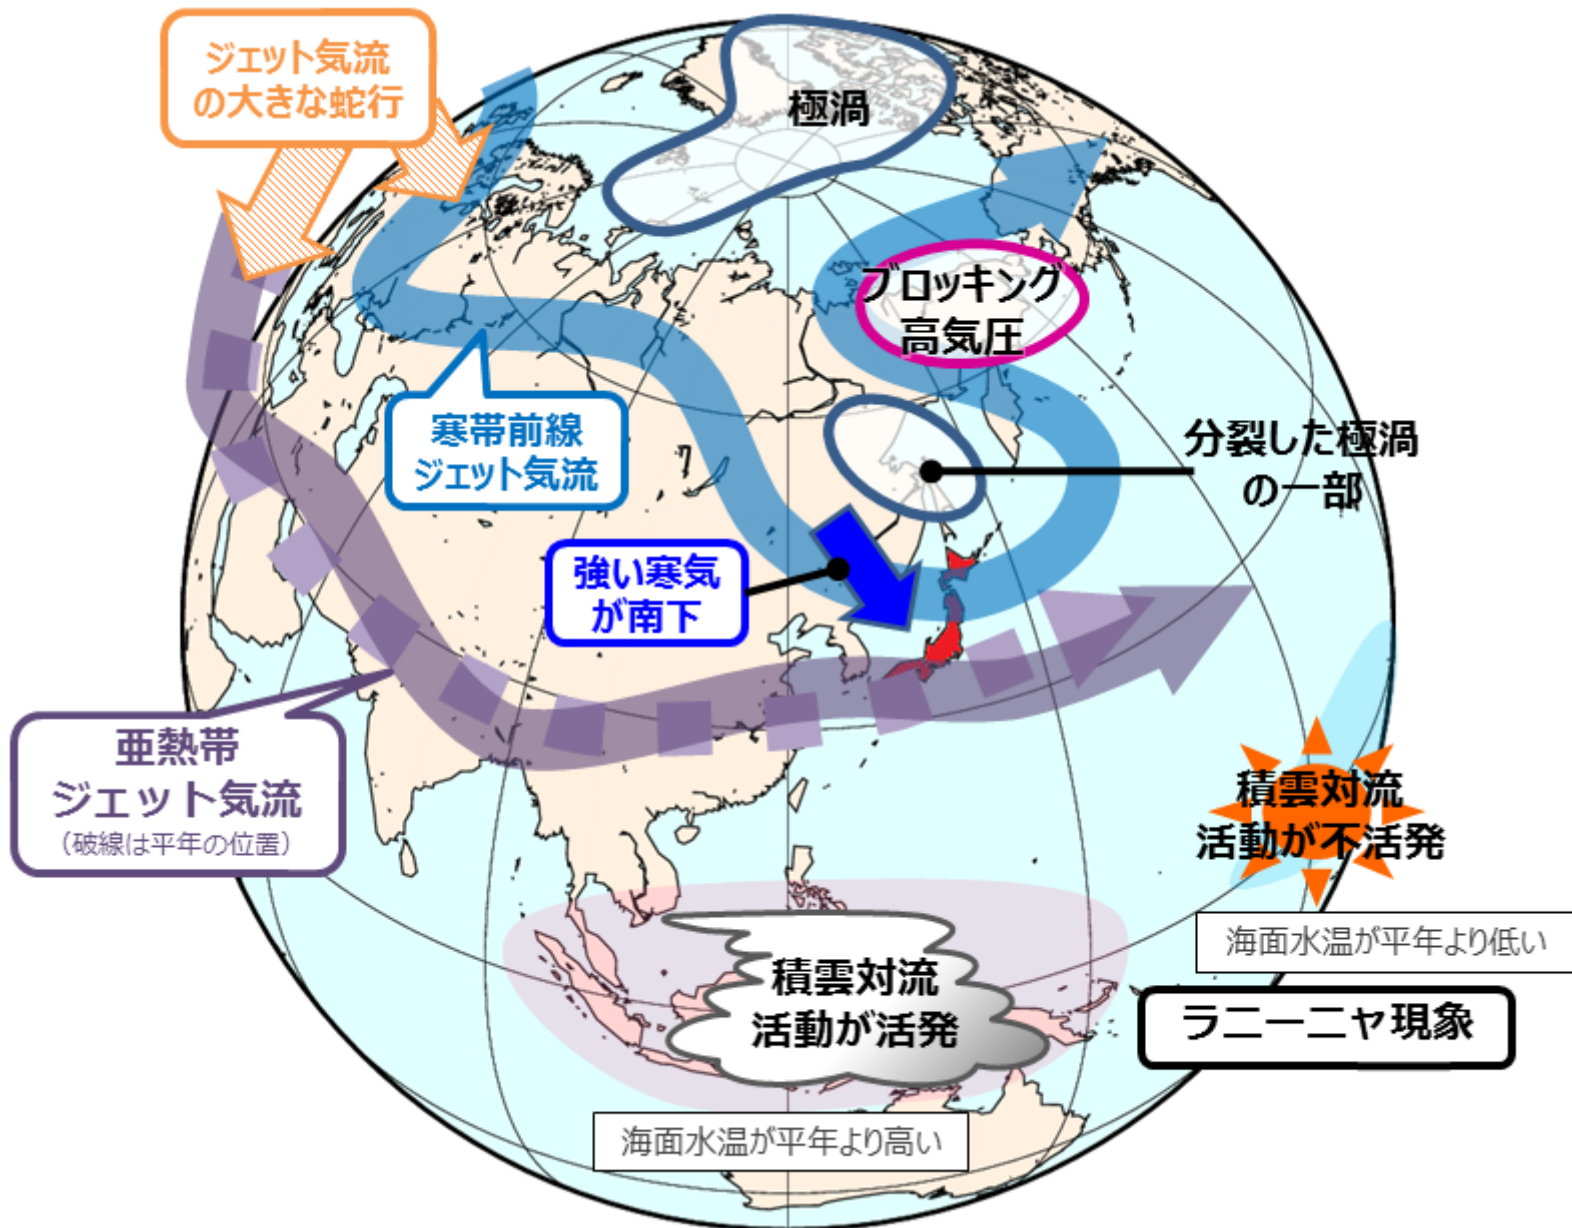 ジェット気流
の大きな蛇行
極渦
ブロッキング
高気圧
寒帯前線
ジェット気流
分裂した極渦
の一部
強い寒気
が南下
亜熱帯
ジェット気流
（破線は平年の位置）
積雲対流
活動が不活発
海面水温が平年より低い
積雲対流
活動が活発
ラニーニャ現象
海面水温が平年より高い